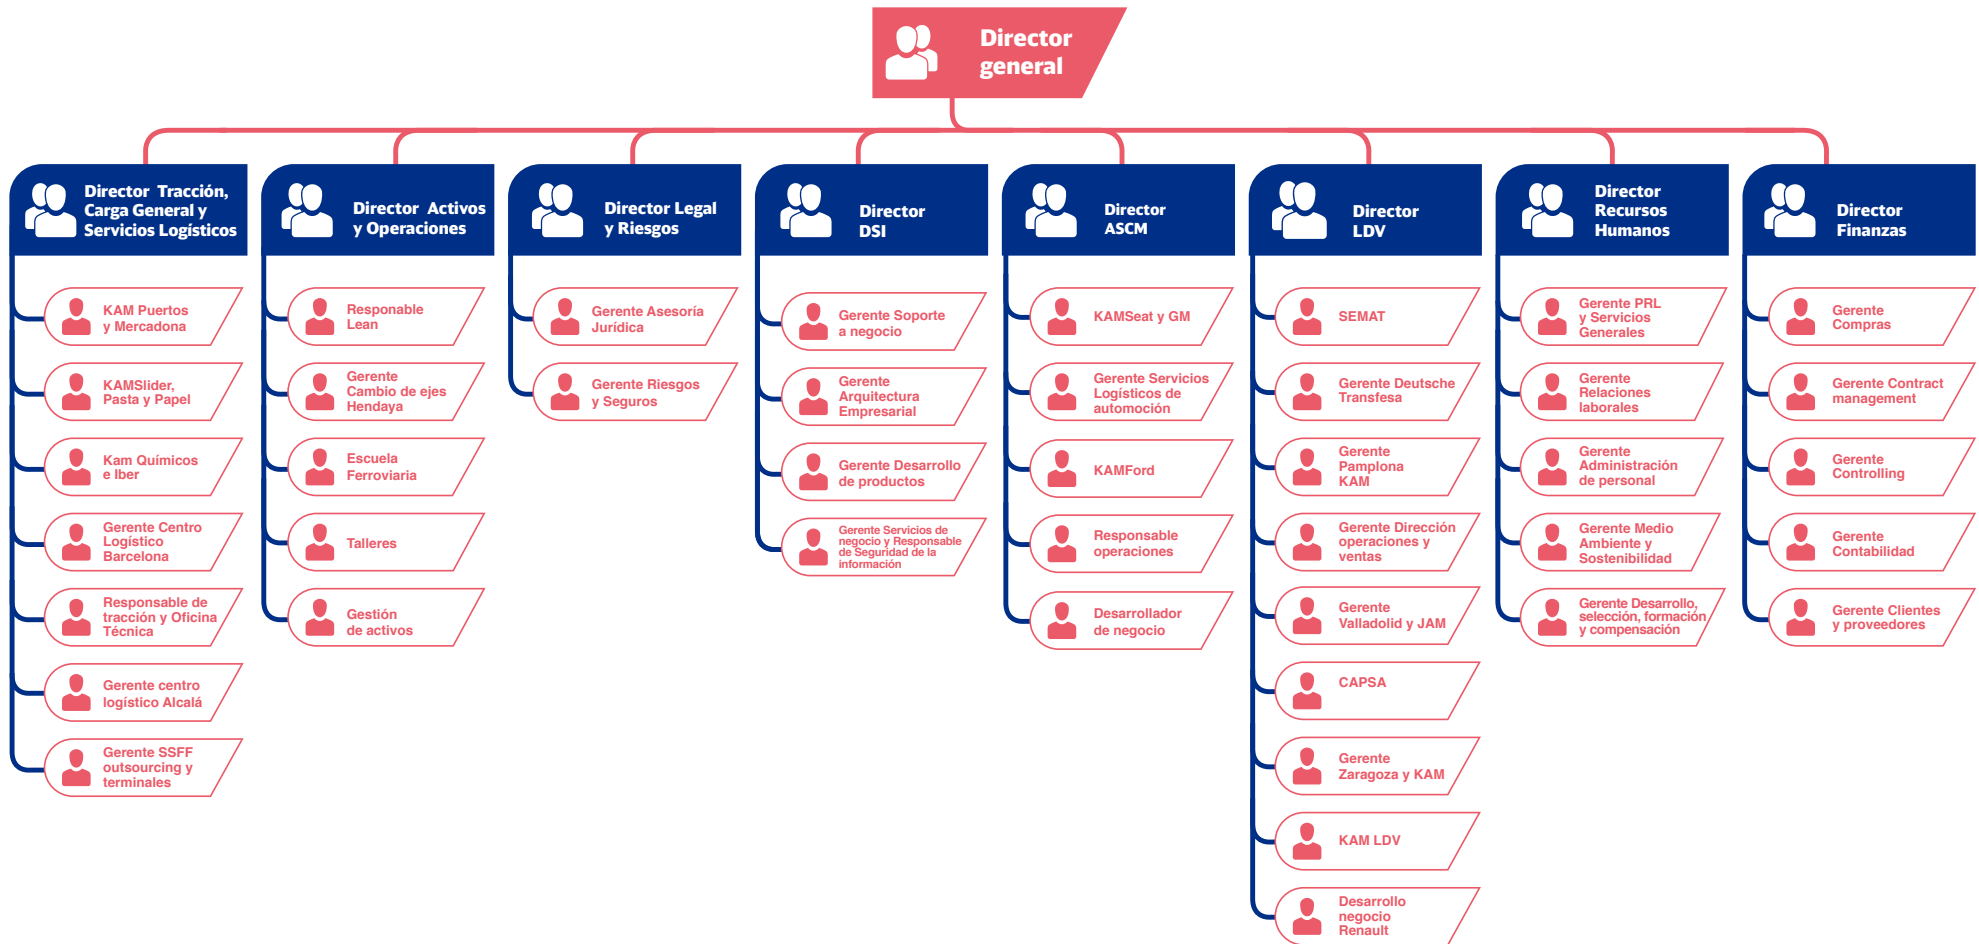 Director
general
Director Tracción,
Carga General y
Servicios Logísticos
KAM Puertos
y Mercadona
KAMSlider,
Pasta y Papel
Kam Químicos
e Iber
Gerente Centro
Logístico
Barcelona
Responsable de
tracción y Oficina
Técnica
Gerente centro
logístico Alcalá
Gerente SSFF
outsourcing y
terminales
Director Activos
y Operaciones
Responable
Lean
Gerente
Cambio de ejes
Hendaya
Escuela
Ferroviaria
Talleres
Gestión
de activos
Director Legal
y Riesgos
Gerente Asesoría
Jurídica
Gerente Riesgos
y Seguros
Director
DSI
Gerente Soporte
a negocio
Gerente
Arquitectura
Empresarial
Gerente Desarrollo
de productos
Gerente Servicios de
negocio y Responsable
de Seguridad de la
información
Director
ASCM
KAMSeat y GM
Gerente Servicios
Logísticos de
automoción
KAMFord
Responsable
operaciones
Desarrollador
de negocio
Director
LDV
SEMAT
Gerente Deutsche
Transfesa
Gerente
Pamplona
KAM
Gerente Dirección
operaciones y
ventas
Gerente
Valladolid y JAM
CAPSA
Gerente
Zaragoza y KAM
KAM LDV
Desarrollo
negocio
Renault
Director
Recursos
Humanos
Gerente PRL
y Servicios
Generales
Gerente
Relaciones
laborales
Gerente
Administración
de personal
Gerente Medio
Ambiente y
Sostenibilidad
Gerente Desarrollo,
selección, formación
y compensación
Director
Finanzas
Gerente
Compras
Gerente Contract
management
Gerente
Controlling
Gerente
Contabilidad
Gerente Clientes
y proveedores